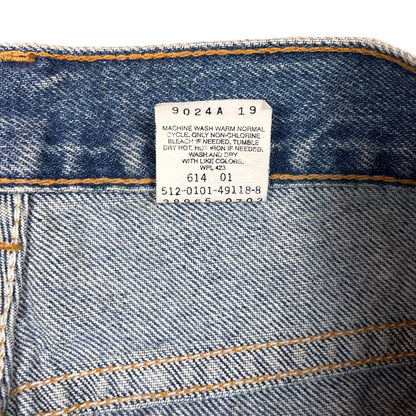 9024A 19
MACHINE WASH WARM NORMAL
CYCLE, ONLY NON-CHLORINE
BLEACH IF NEEDED, TUMBLE
DRY HOT, HOT IRON IF NEEDED.
WASH AND DRY
WITH LIKE COLORS.
WPL 423
614 01
512-0101-49118-8